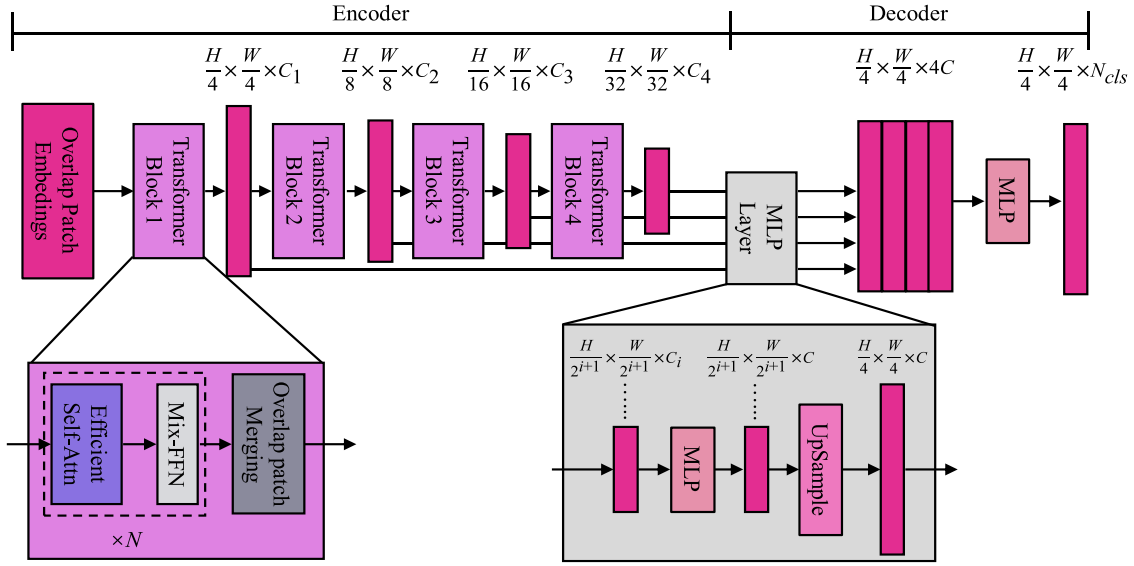 Encoder
Decoder
H/4 × W/4 × C₁
H/8 × W/8 × C₂
H/16 × W/16 × C₃
H/32 × W/32 × C₄
H/4 × W/4 × 4C
H/4 × W/4 × N_cls
Overlap Patch
Embedings
Transformer
Block 1
Transformer
Block 2
Transformer
Block 3
Transformer
Block 4
MLP
Layer
MLP
Efficient
Self-Attn
Mix-FFN
×N
Overlap patch
Merging
H/2^{i+1} × W/2^{i+1} × C_i
H/2^{i+1} × W/2^{i+1} × C
H/4 × W/4 × C
MLP
UpSample